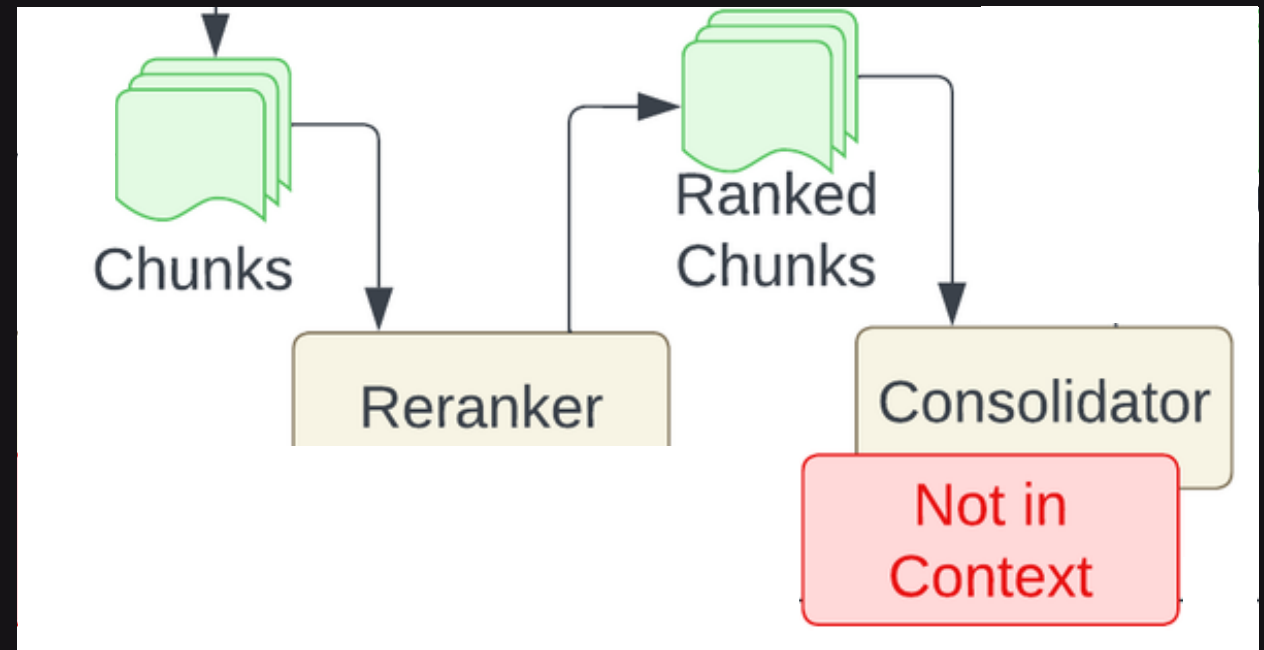 Chunks
Reranker
Ranked
Chunks
Consolidator
Not in
Context